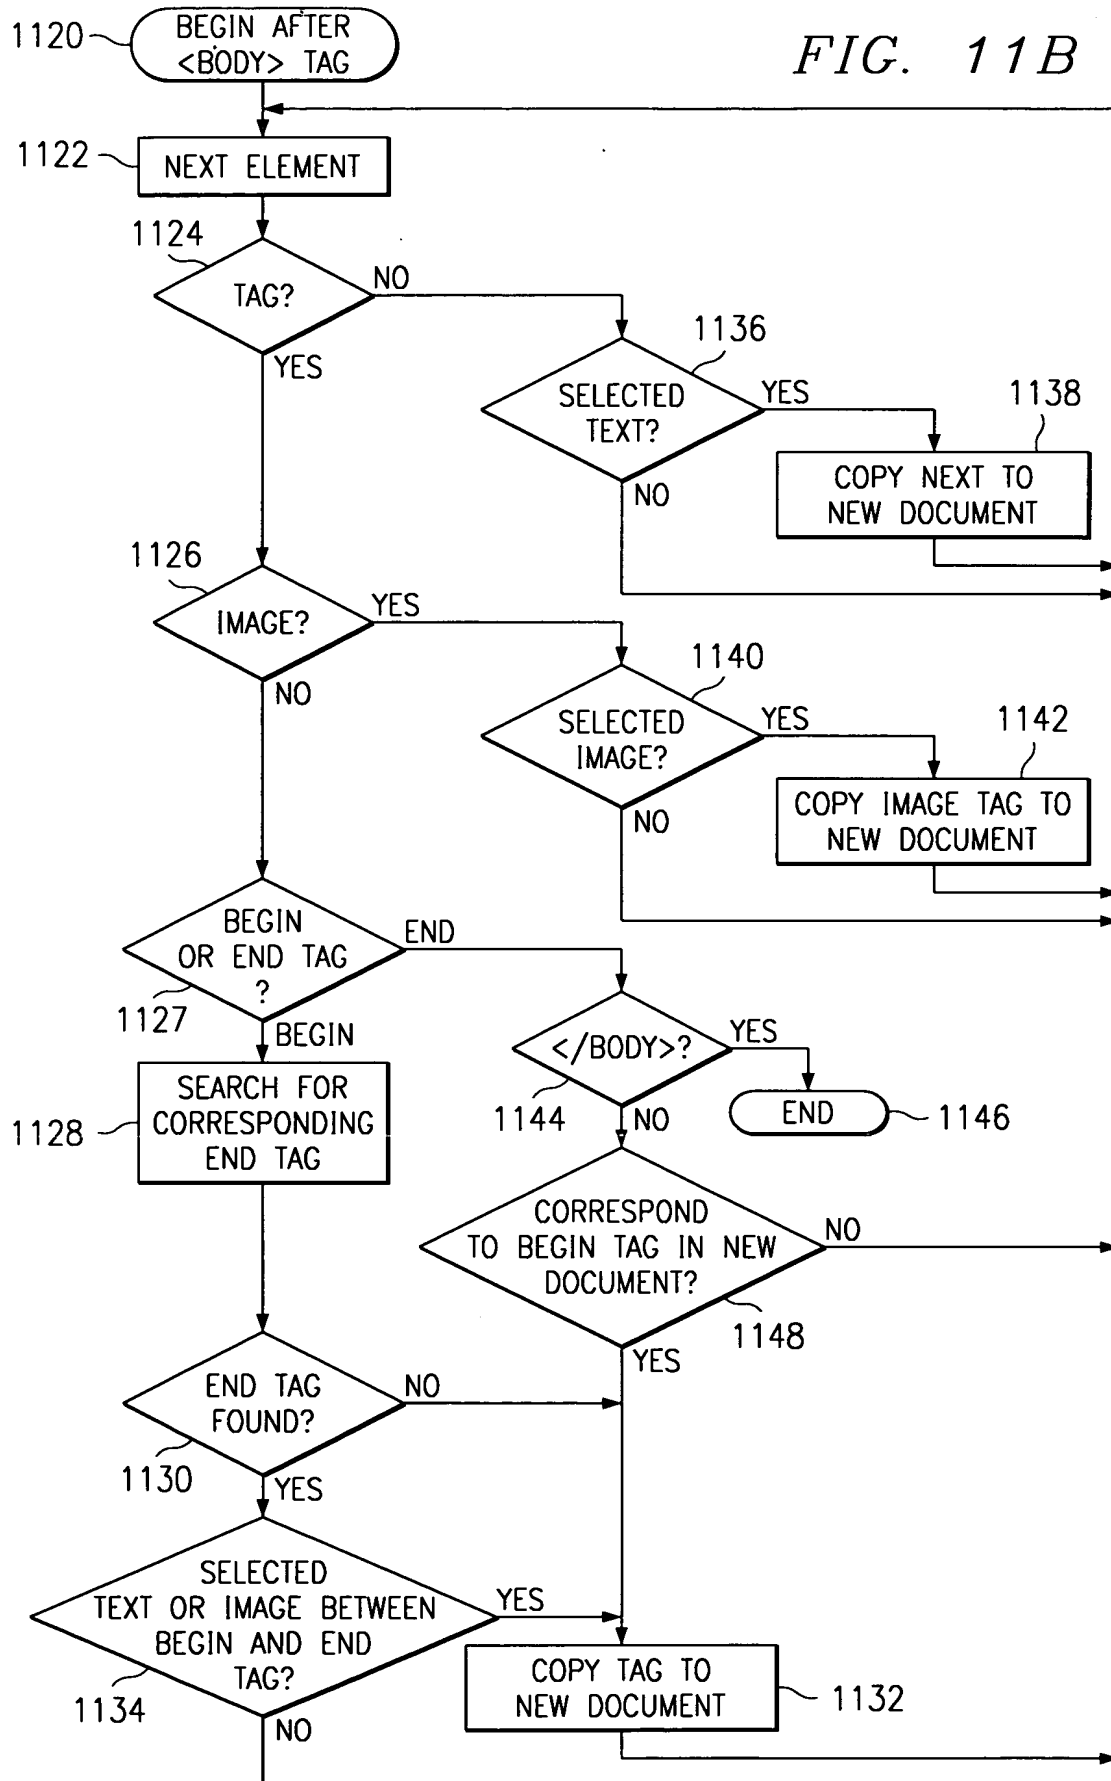 1120
BEGIN AFTER
<BODY> TAG
FIG. 11B
1122
NEXT ELEMENT
1124
TAG?
NO
YES
1136
SELECTED
TEXT?
YES
NO
1138
COPY NEXT TO
NEW DOCUMENT
1126
IMAGE?
YES
NO
1140
SELECTED
IMAGE?
YES
NO
1142
COPY IMAGE TAG TO
NEW DOCUMENT
BEGIN
OR END TAG
?
END
1127
BEGIN
</BODY>?
YES
1144
NO
END
1146
1128
SEARCH FOR
CORRESPONDING
END TAG
CORRESPOND
TO BEGIN TAG IN NEW
DOCUMENT?
NO
1148
YES
END TAG
FOUND?
NO
1130
YES
SELECTED
TEXT OR IMAGE BETWEEN
BEGIN AND END
TAG?
YES
1134
NO
COPY TAG TO
NEW DOCUMENT
1132